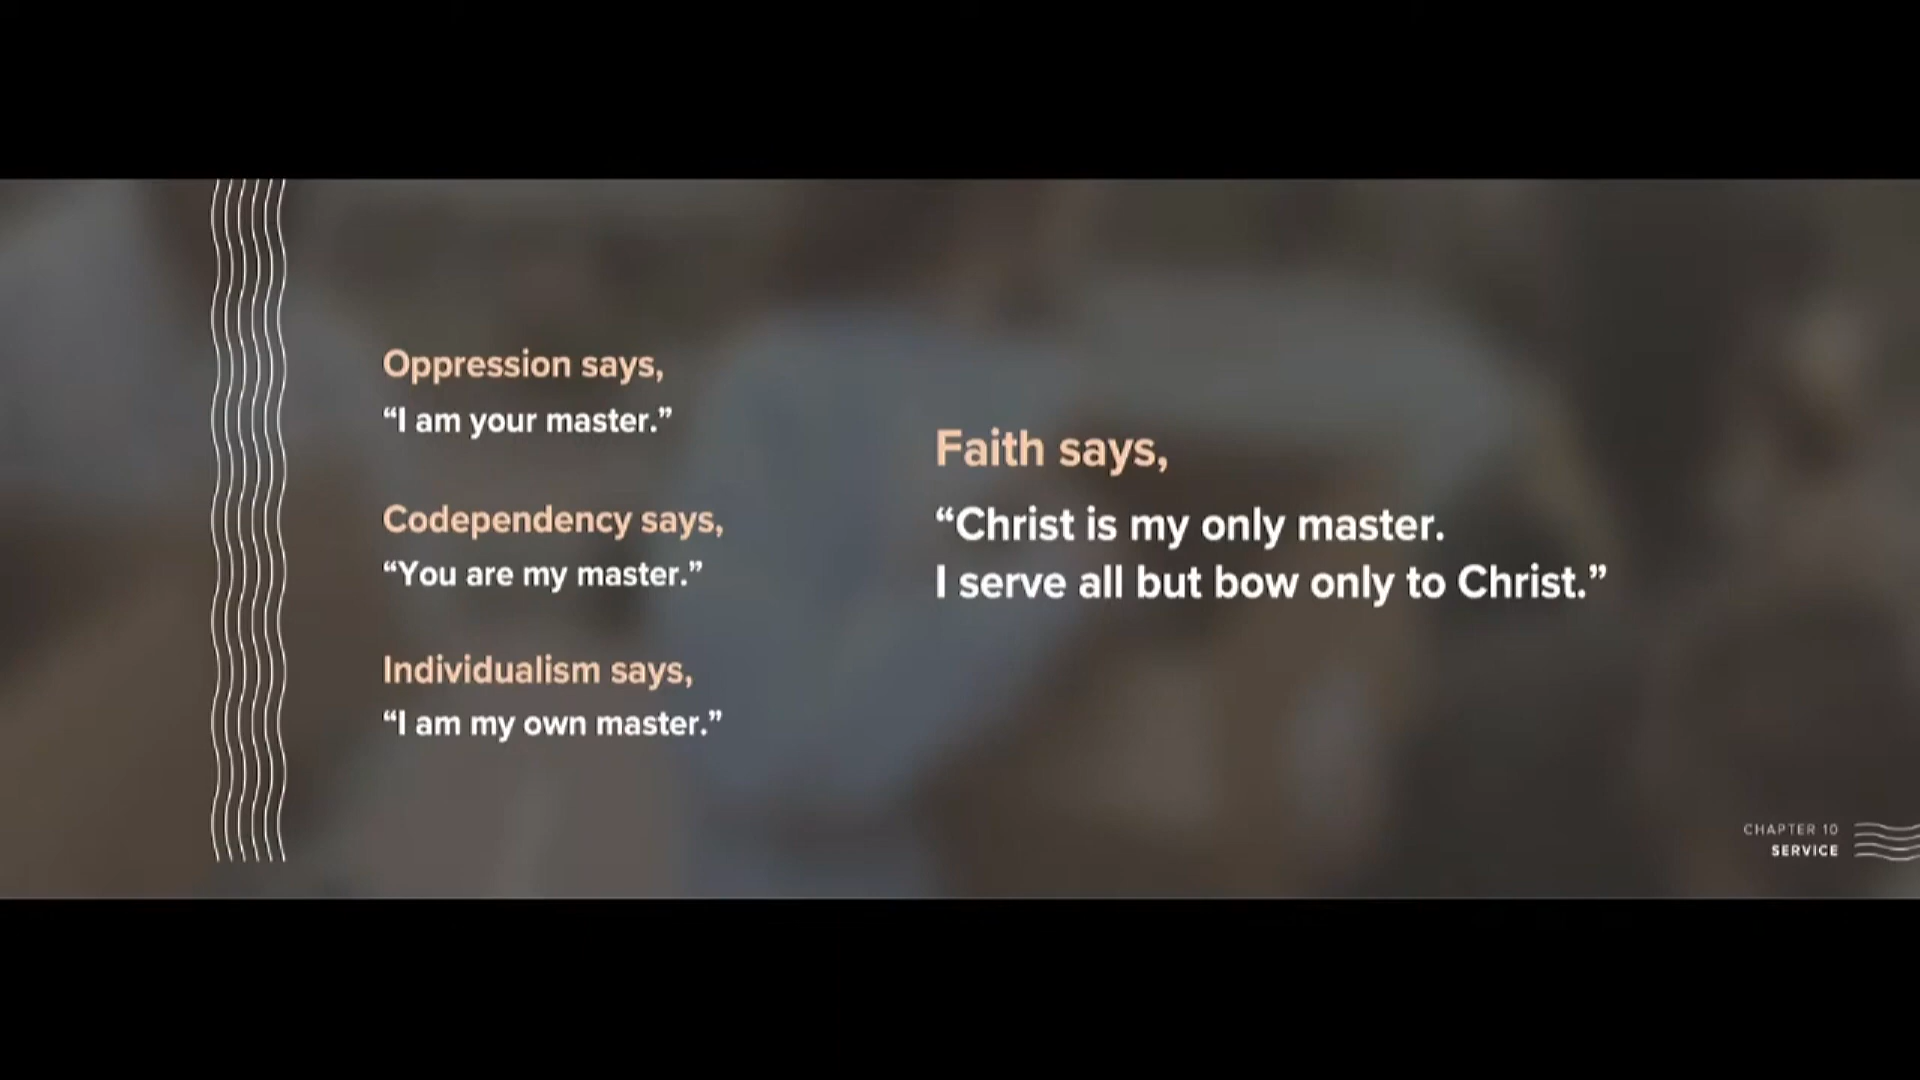 Oppression says,
“I am your master.”
Codependency says,
“You are my master.”
Individualism says,
“I am my own master.”
Faith says,
“Christ is my only master.
I serve all but bow only to Christ.”
CHAPTER 10
SERVICE